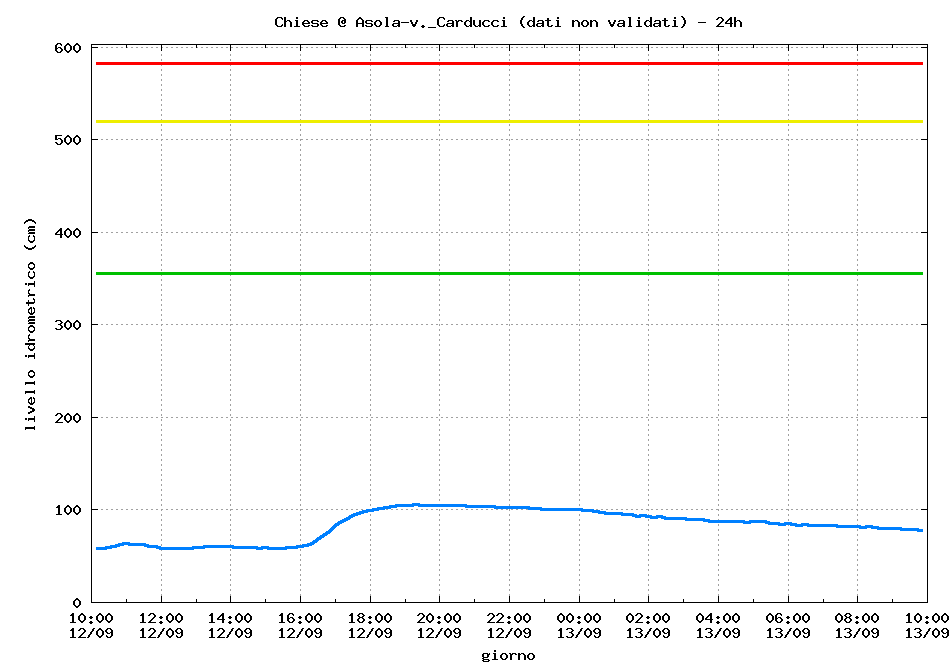 Chiese @ Asola-v._Carducci (dati non validati) - 24h
600
500
400
300
200
100
0
livello idrometrico (cm)
10:00 12:00 14:00 16:00 18:00 20:00 22:00 00:00 02:00 04:00 06:00 08:00 10:00
12/09 12/09 12/09 12/09 12/09 12/09 12/09 13/09 13/09 13/09 13/09 13/09 13/09
giorno